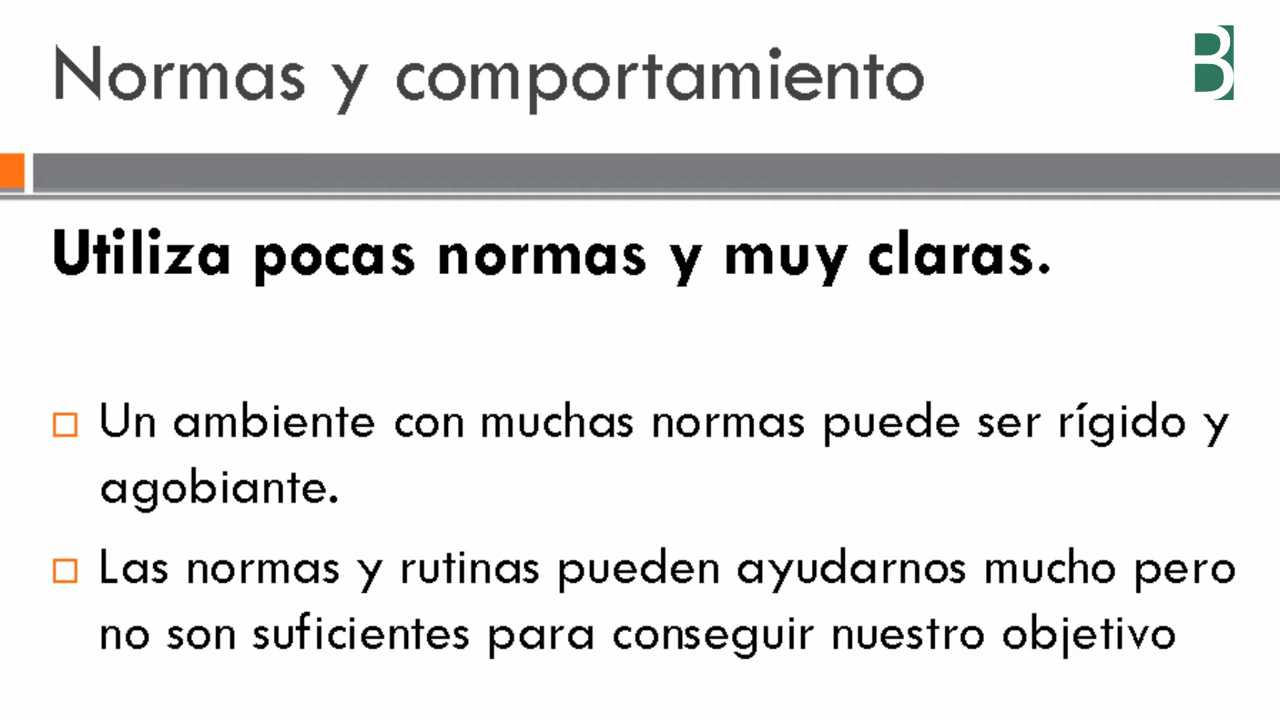 Normas y comportamiento
B
Utiliza pocas normas y muy claras.
Un ambiente con muchas normas puede ser rígido y
agobiante.
Las normas y rutinas pueden ayudarnos mucho pero
no son suficientes para conseguir nuestro objetivo